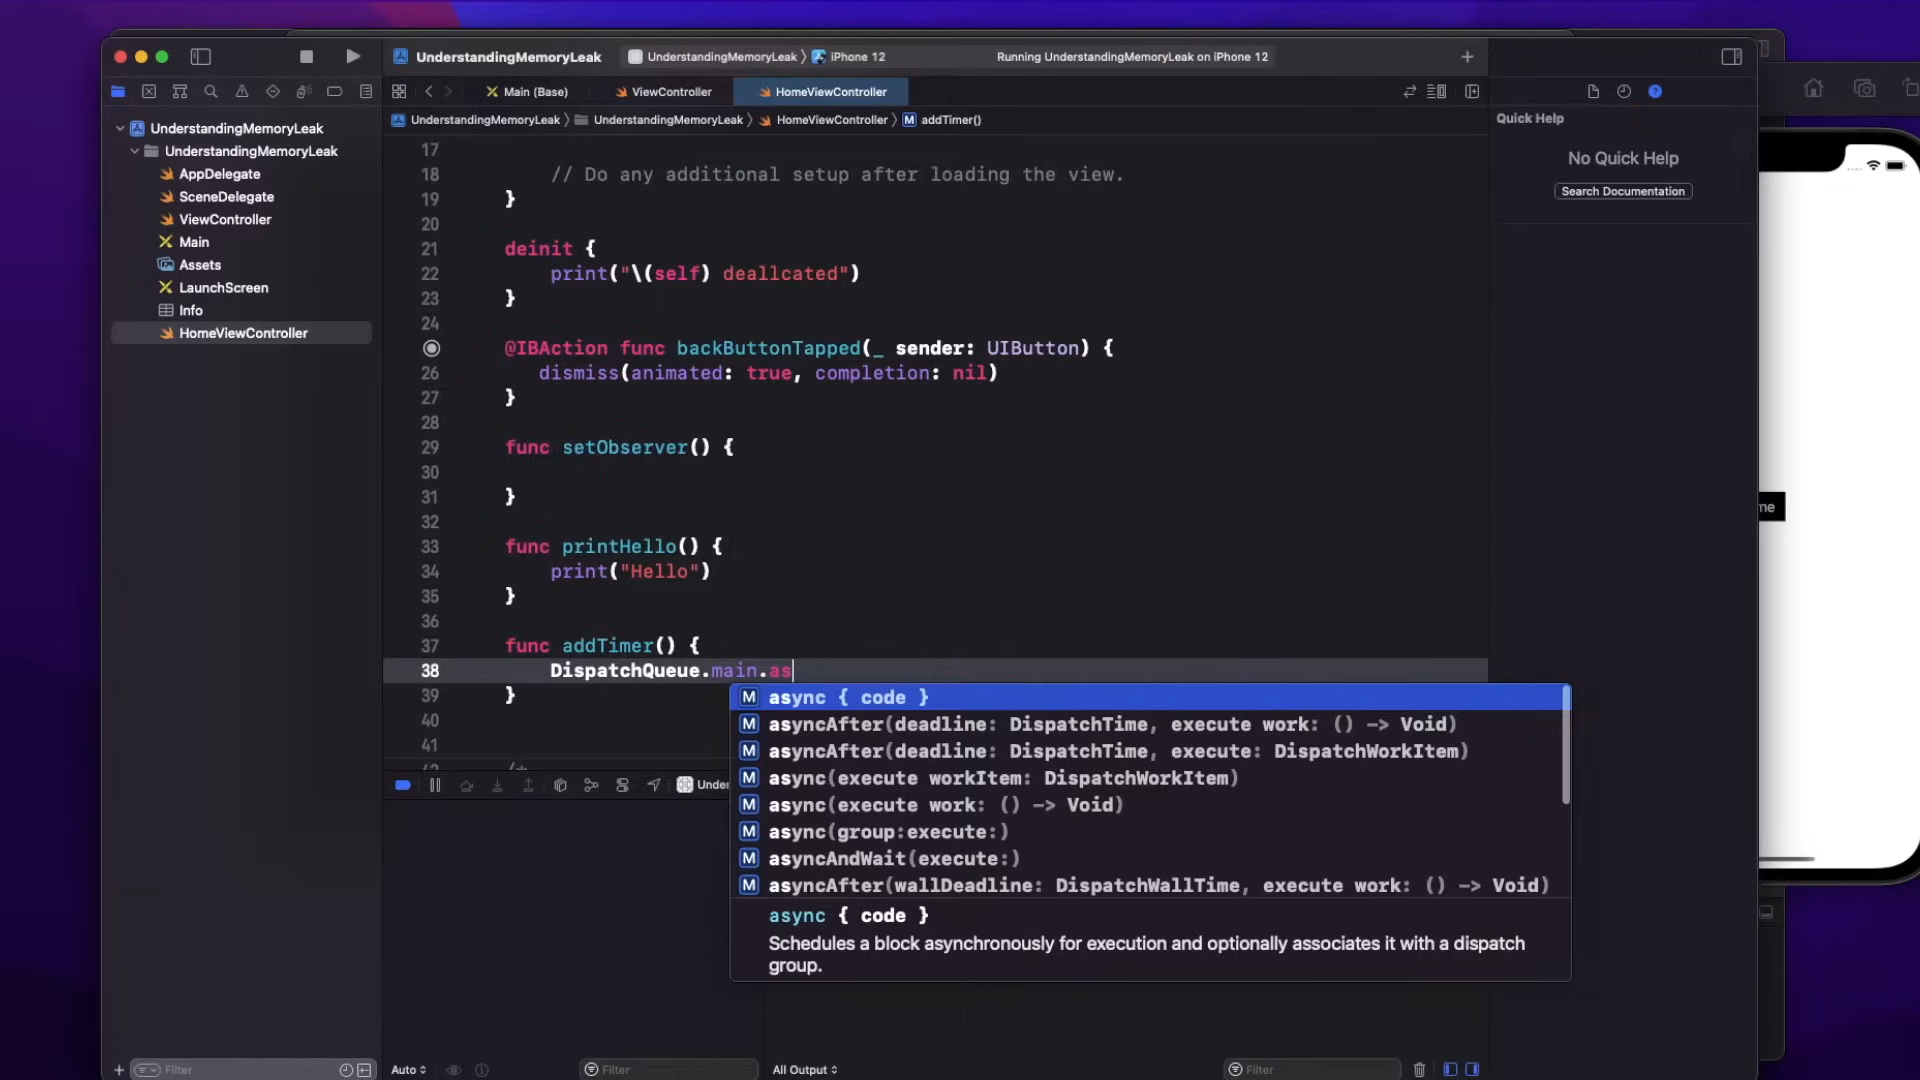 UnderstandingMemoryLeak
UnderstandingMemoryLeak
iPhone 12
Running UnderstandingMemoryLeak on iPhone 12
Main (Base)
ViewController
HomeViewController
UnderstandingMemoryLeak
UnderstandingMemoryLeak
HomeViewController
M addTimer()
Quick Help
No Quick Help
Search Documentation
UnderstandingMemoryLeak
UnderstandingMemoryLeak
AppDelegate
SceneDelegate
ViewController
Main
Assets
LaunchScreen
Info
HomeViewController
17
18 // Do any additional setup after loading the view.
19 }
20
21 deinit {
22 print("\(self) deallcated")
23 }
24
@IBAction func backButtonTapped(_ sender: UIButton) {
26 dismiss(animated: true, completion: nil)
27 }
28
29 func setObserver() {
30
31 }
32
33 func printHello() {
34 print("Hello")
35 }
36
37 func addTimer() {
38 DispatchQueue.main.as
39 }
40
41
/*
M async { code }
M asyncAfter(deadline: DispatchTime, execute work: () -> Void)
M asyncAfter(deadline: DispatchTime, execute: DispatchWorkItem)
M async(execute workItem: DispatchWorkItem)
M async(execute work: () -> Void)
M async(group:execute:)
M asyncAndWait(execute:)
M asyncAfter(wallDeadline: DispatchWallTime, execute work: () -> Void)
async { code }
Schedules a block asynchronously for execution and optionally associates it with a dispatch
group.
Under
me
Filter
Auto
Filter
All Output
Filter